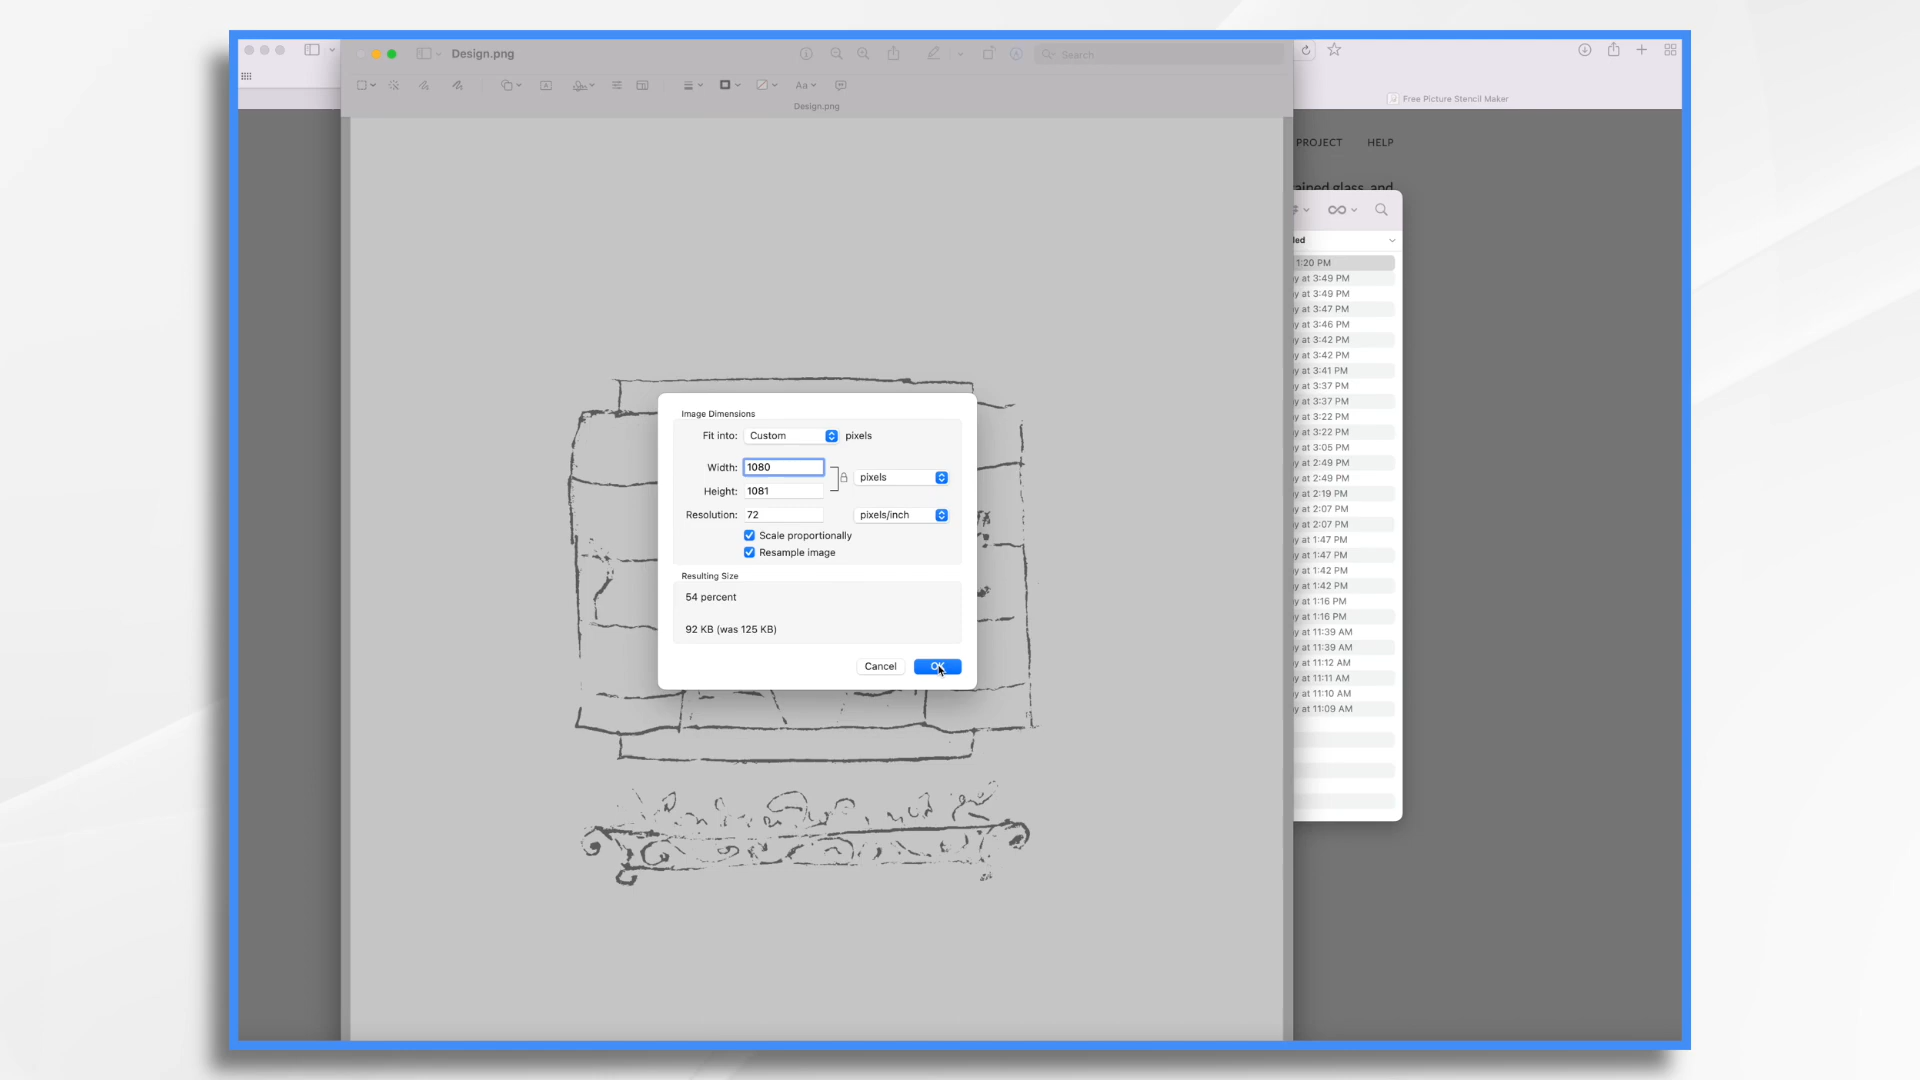 Design.png
Search
Aa
Design.png
Free Picture Stencil Maker
PROJECT HELP
ained glass, and
led
1:20 PM
y at 3:49 PM
y at 3:49 PM
y at 3:47 PM
y at 3:46 PM
y at 3:42 PM
y at 3:42 PM
y at 3:41 PM
y at 3:37 PM
y at 3:37 PM
y at 3:22 PM
y at 3:22 PM
y at 3:05 PM
y at 2:49 PM
y at 2:49 PM
y at 2:19 PM
y at 2:07 PM
y at 2:07 PM
y at 1:47 PM
y at 1:47 PM
y at 1:42 PM
y at 1:42 PM
y at 1:16 PM
y at 1:16 PM
y at 11:39 AM
y at 11:39 AM
y at 11:12 AM
y at 11:11 AM
y at 11:10 AM
y at 11:09 AM
Image Dimensions
Fit into: Custom pixels
Width: 1080
pixels
Height: 1081
Resolution: 72 pixels/inch
Scale proportionally
Resample image
Resulting Size
54 percent
92 KB (was 125 KB)
Cancel OK